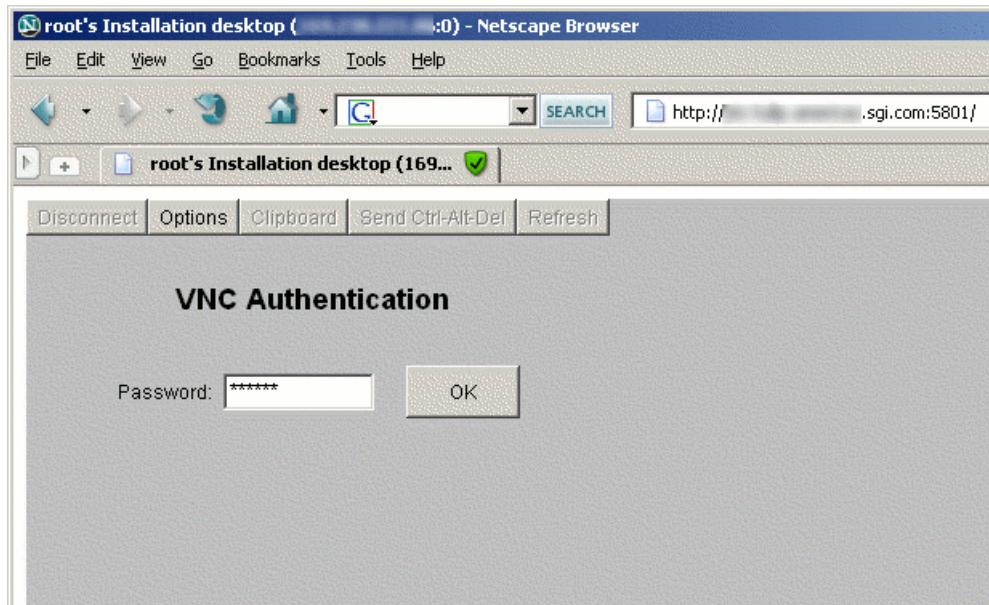 root's Installation desktop ( :0) - Netscape Browser
File Edit View Go Bookmarks Tools Help
G SEARCH http:// .sgi.com:5801/
+ root's Installation desktop (169...
Disconnect Options Clipboard Send Ctrl-Alt-Del Refresh
VNC Authentication
Password: ****** OK